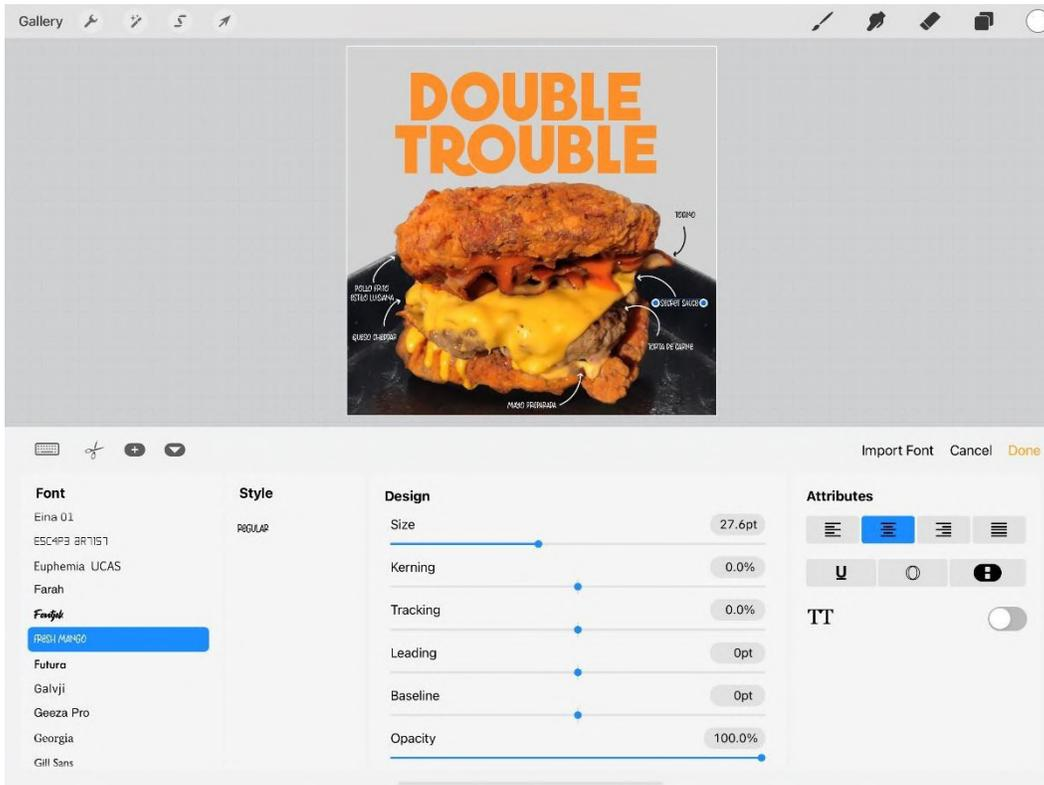 Gallery
DOUBLE
TROUBLE
TOCINO
POLLO FRITO
ESTILO LUISIANA
SECRET SAUCE
QUESO CHEDDAR
TORTA DE CARNE
MAYO PREPARADA
Import Font Cancel Done
Font
Eina 01
ESC4P3 AR7157
Euphemia UCAS
Farah
Fontjek
FRESH MANGO
Futura
Galvji
Geeza Pro
Georgia
Gill Sans
Style
REGULAR
Design
Size 27.6pt
Kerning 0.0%
Tracking 0.0%
Leading 0pt
Baseline 0pt
Opacity 100.0%
Attributes
U O
TT